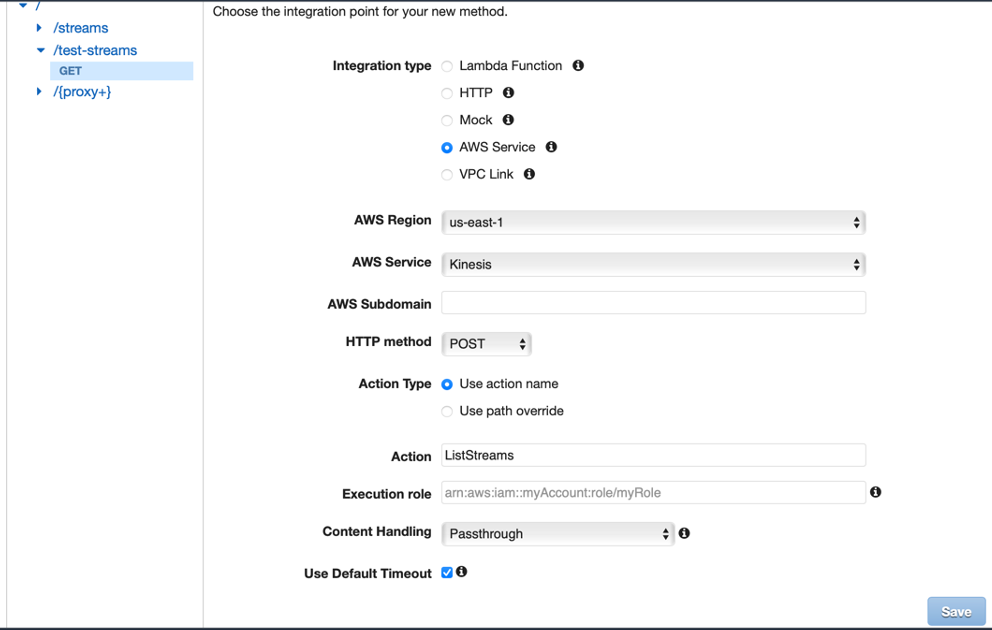 /
Choose the integration point for your new method.
/streams
/test-streams
GET
/{proxy+}
Integration type
Lambda Function
HTTP
Mock
AWS Service
VPC Link
AWS Region us-east-1
AWS Service Kinesis
AWS Subdomain
HTTP method POST
Action Type Use action name
Use path override
Action ListStreams
Execution role arn:aws:iam::myAccount:role/myRole
Content Handling Passthrough
Use Default Timeout
Save